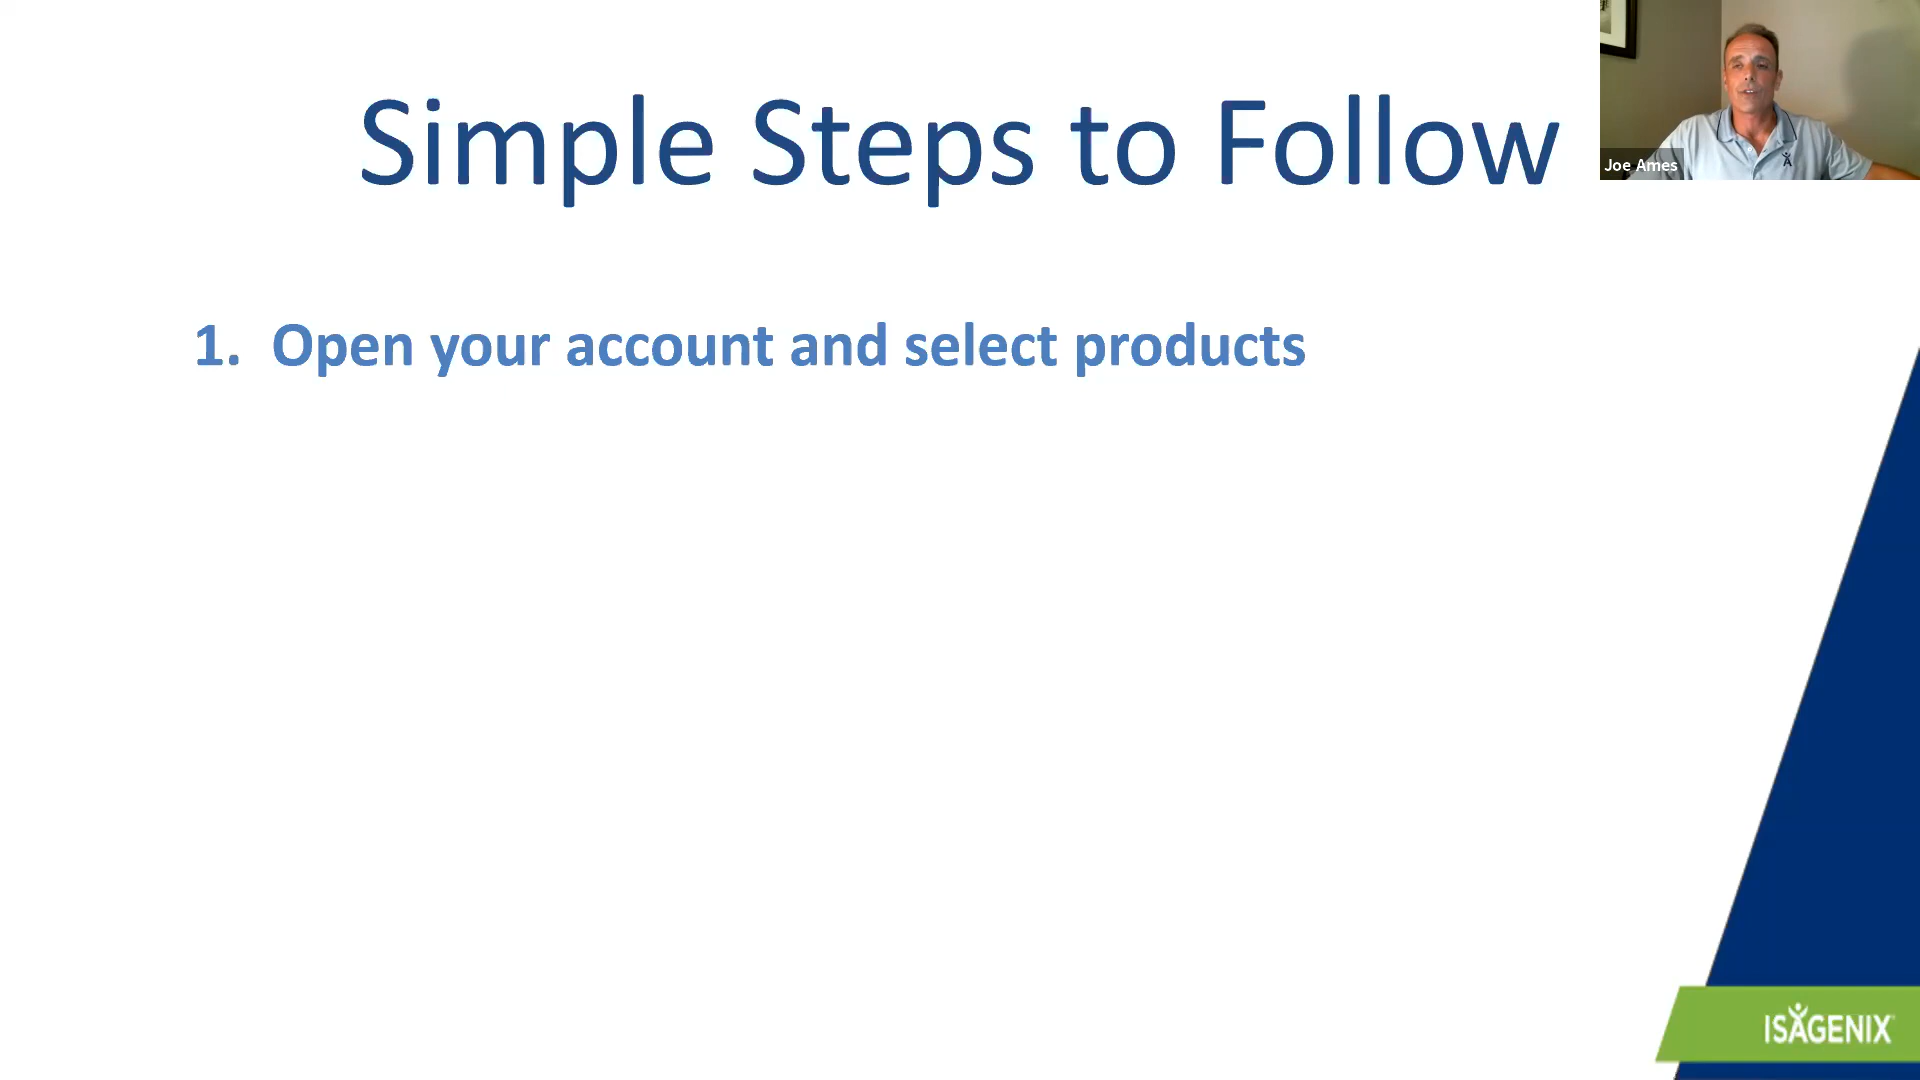 Simple Steps to Follow
Joe Ames
1. Open your account and select products
ISAGENIX